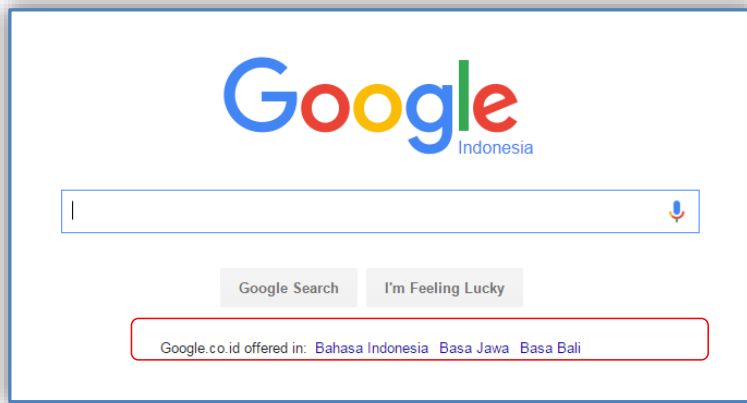 Google
Indonesia
Google Search
I'm Feeling Lucky
Google.co.id offered in: Bahasa Indonesia Basa Jawa Basa Bali